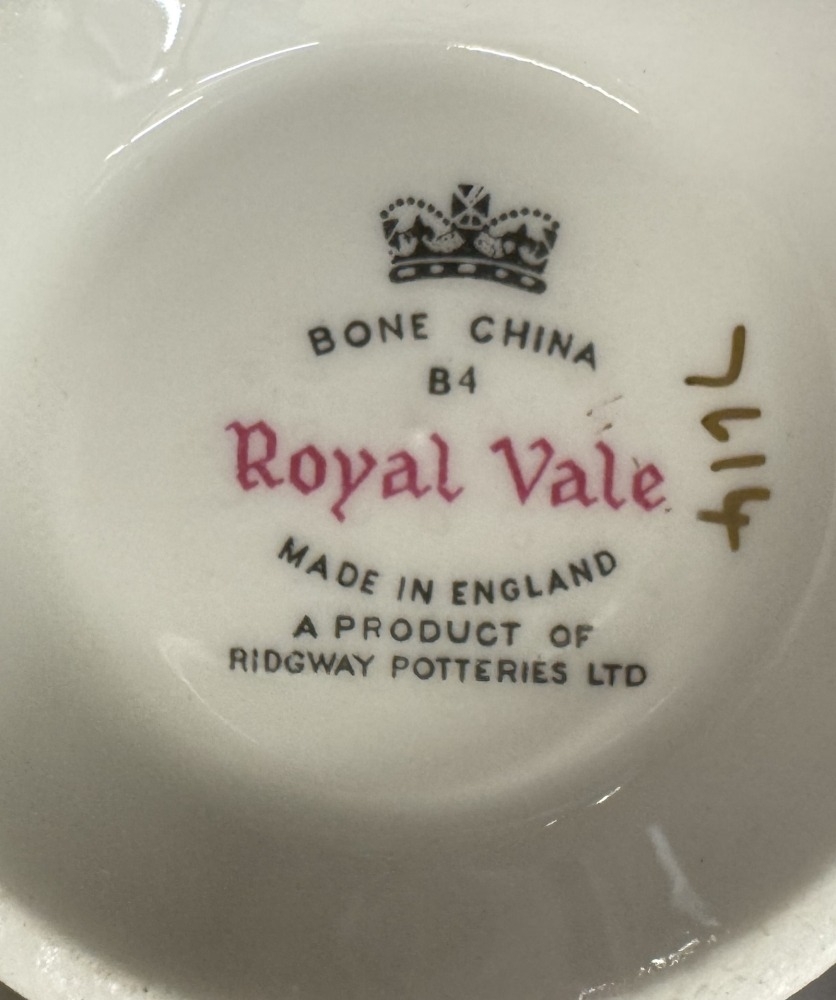 BONE CHINA
B4
Royal Vale
MADE IN ENGLAND
A PRODUCT OF
RIDGWAY POTTERIES LTD